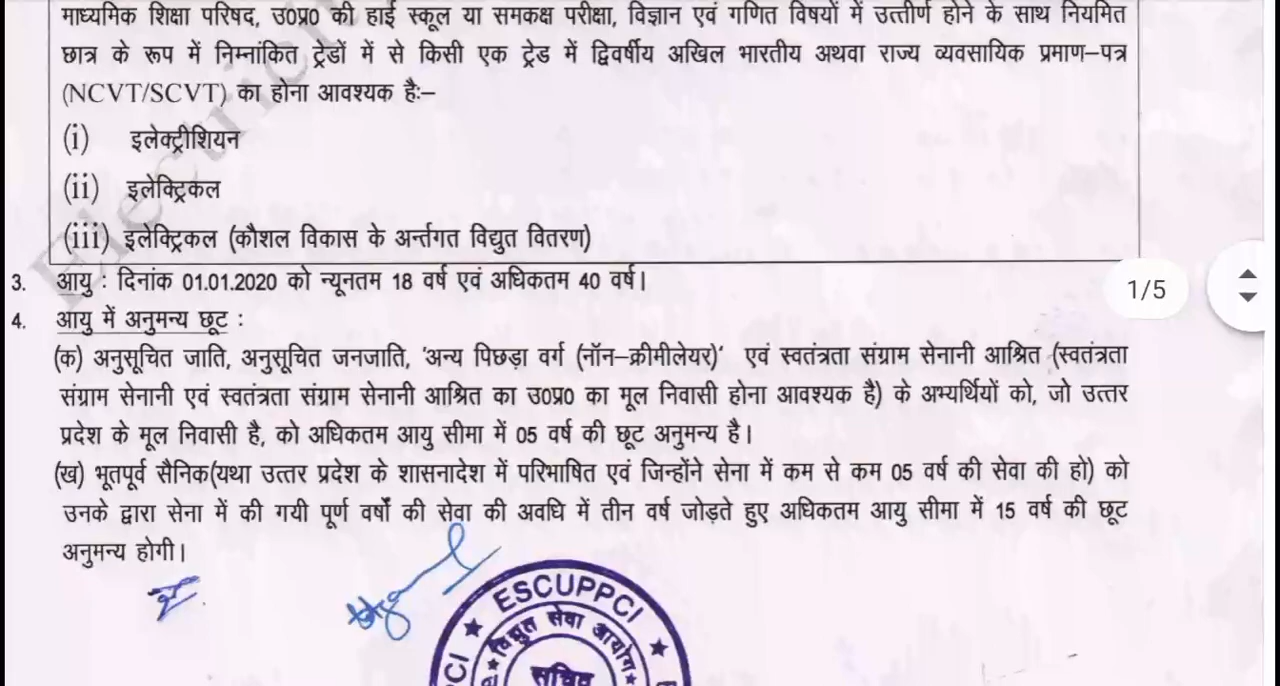 माध्यमिक शिक्षा परिषद, उ0प्र0 की हाई स्कूल या समकक्ष परीक्षा, विज्ञान एवं गणित विषयों में उत्तीर्ण होने के साथ नियमित
छात्र के रूप में निम्नांकित ट्रेडों में से किसी एक ट्रेड में द्विवर्षीय अखिल भारतीय अथवा राज्य व्यवसायिक प्रमाण–पत्र
(NCVT/SCVT) का होना आवश्यक हैः–
(i) इलेक्ट्रीशियन
(ii) इलेक्ट्रिकल
(iii) इलेक्ट्रिकल (कौशल विकास के अर्न्तगत विद्युत वितरण)
3. आयु : दिनांक 01.01.2020 को न्यूनतम 18 वर्ष एवं अधिकतम 40 वर्ष।
1/5
4. आयु में अनुमन्य छूट :
(क) अनुसूचित जाति, अनुसूचित जनजाति, 'अन्य पिछड़ा वर्ग (नॉन–क्रीमीलेयर)' एवं स्वतंत्रता संग्राम सेनानी आश्रित (स्वतंत्रता
संग्राम सेनानी एवं स्वतंत्रता संग्राम सेनानी आश्रित का उ0प्र0 का मूल निवासी होना आवश्यक है) के अभ्यर्थियों को, जो उत्तर
प्रदेश के मूल निवासी है, को अधिकतम आयु सीमा में 05 वर्ष की छूट अनुमन्य है।
(ख) भूतपूर्व सैनिक(यथा उत्तर प्रदेश के शासनादेश में परिभाषित एवं जिन्होंने सेना में कम से कम 05 वर्ष की सेवा की हो) को
उनके द्वारा सेना में की गयी पूर्ण वर्षों की सेवा की अवधि में तीन वर्ष जोड़ते हुए अधिकतम आयु सीमा में 15 वर्ष की छूट
अनुमन्य होगी।
ESCUPPCI
विद्युत सेवा आयोग
सचिव